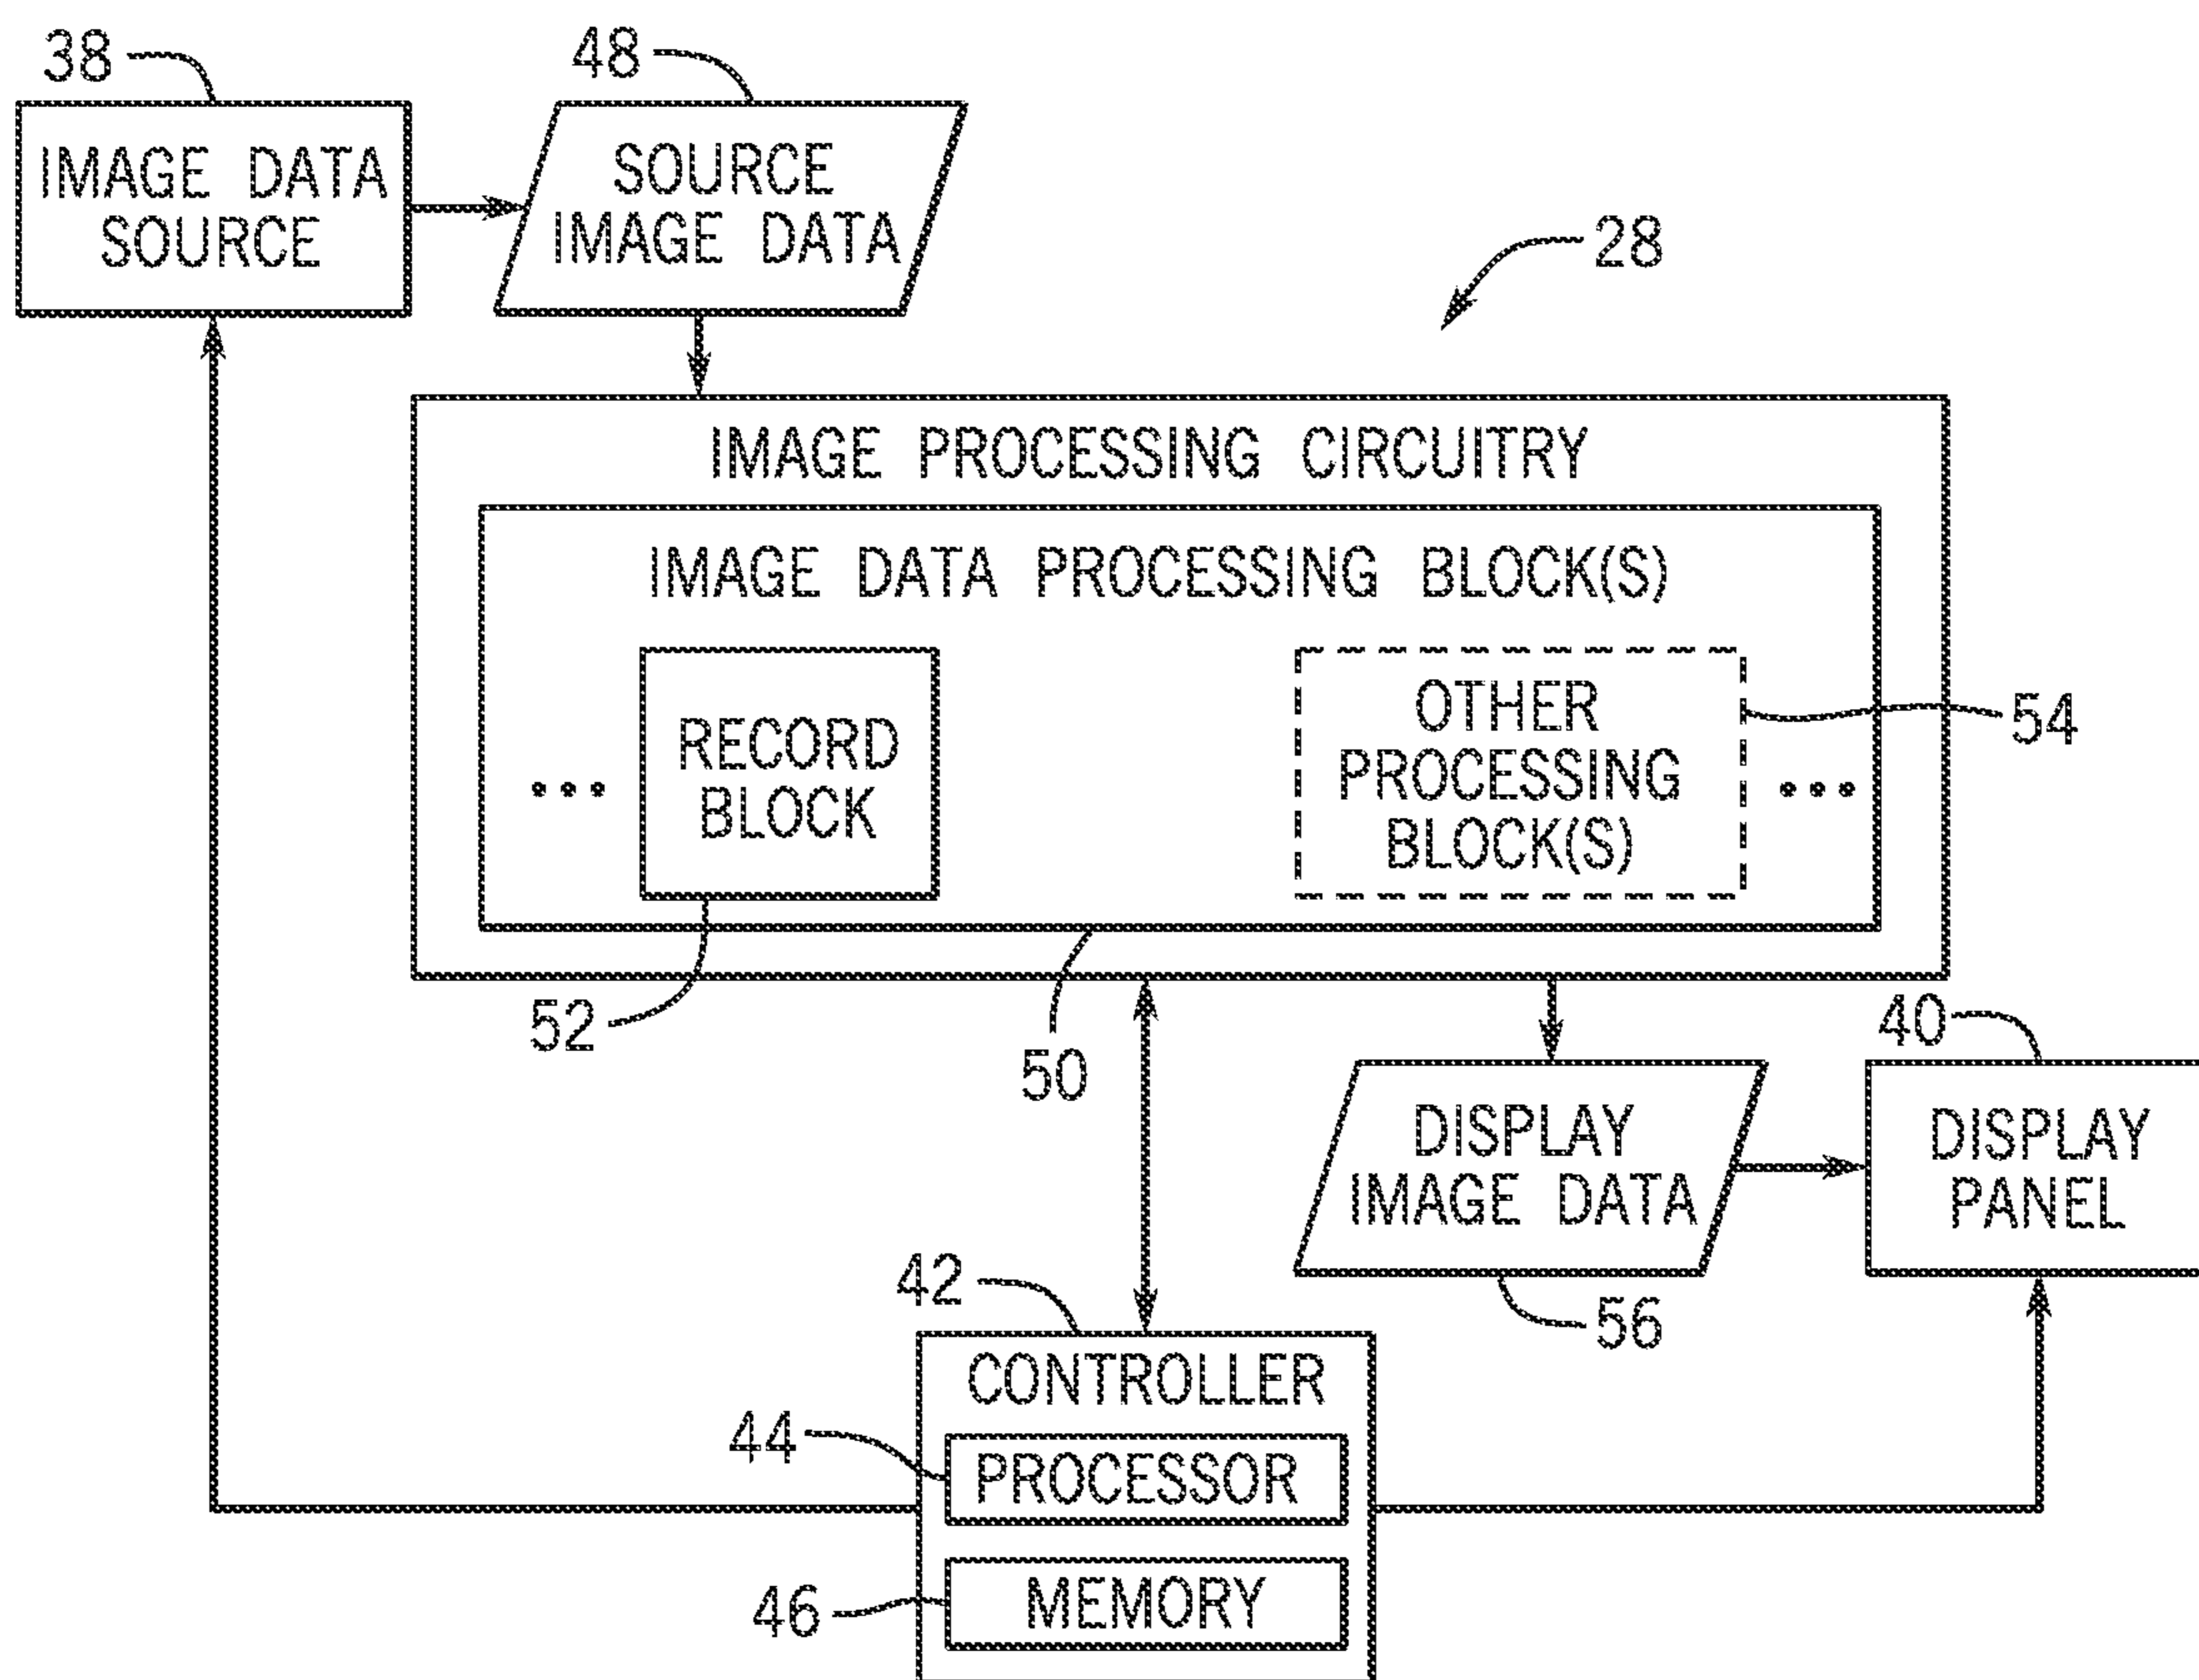 38
48
IMAGE DATA
SOURCE
SOURCE
IMAGE DATA
28
IMAGE PROCESSING CIRCUITRY
IMAGE DATA PROCESSING BLOCK(S)
RECORD
BLOCK
OTHER
PROCESSING
BLOCK(S)
54
52
50
40
DISPLAY
IMAGE DATA
DISPLAY
PANEL
56
42
CONTROLLER
44
PROCESSOR
46
MEMORY